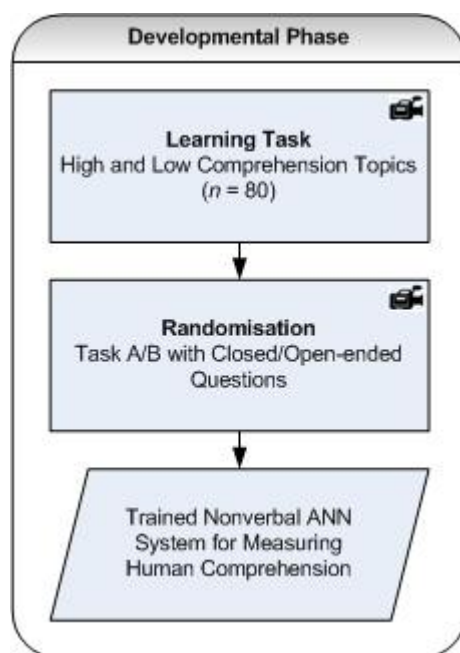 Developmental Phase
Learning Task
High and Low Comprehension Topics
(n = 80)
Randomisation
Task A/B with Closed/Open-ended
Questions
Trained Nonverbal ANN
System for Measuring
Human Comprehension